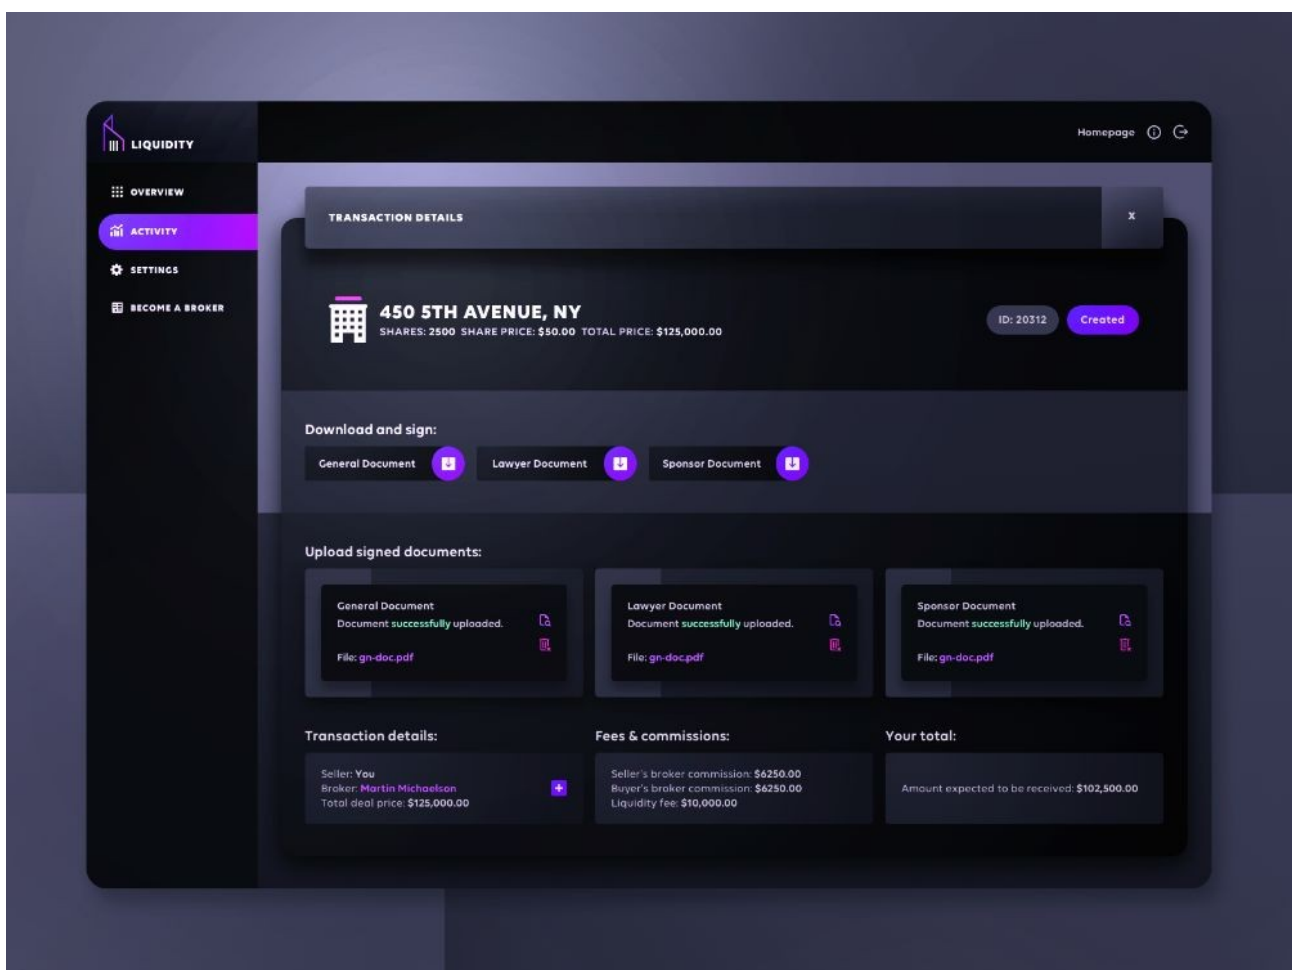 LIQUIDITY
Homepage
OVERVIEW
ACTIVITY
SETTINGS
BECOME A BROKER
TRANSACTION DETAILS
X
450 5TH AVENUE, NY
SHARES: 2500 SHARE PRICE: $50.00 TOTAL PRICE: $125,000.00
ID: 20312
Created
Download and sign:
General Document
Lawyer Document
Sponsor Document
Upload signed documents:
General Document
Document successfully uploaded.
File: gn-doc.pdf
Lawyer Document
Document successfully uploaded.
File: gn-doc.pdf
Sponsor Document
Document successfully uploaded.
File: gn-doc.pdf
Transaction details:
Seller: You
Broker: Martin Michaelson
Total deal price: $125,000.00
Fees & commissions:
Seller's broker commission: $6250.00
Buyer's broker commission: $6250.00
Liquidity fee: $10,000.00
Your total:
Amount expected to be received: $102,500.00